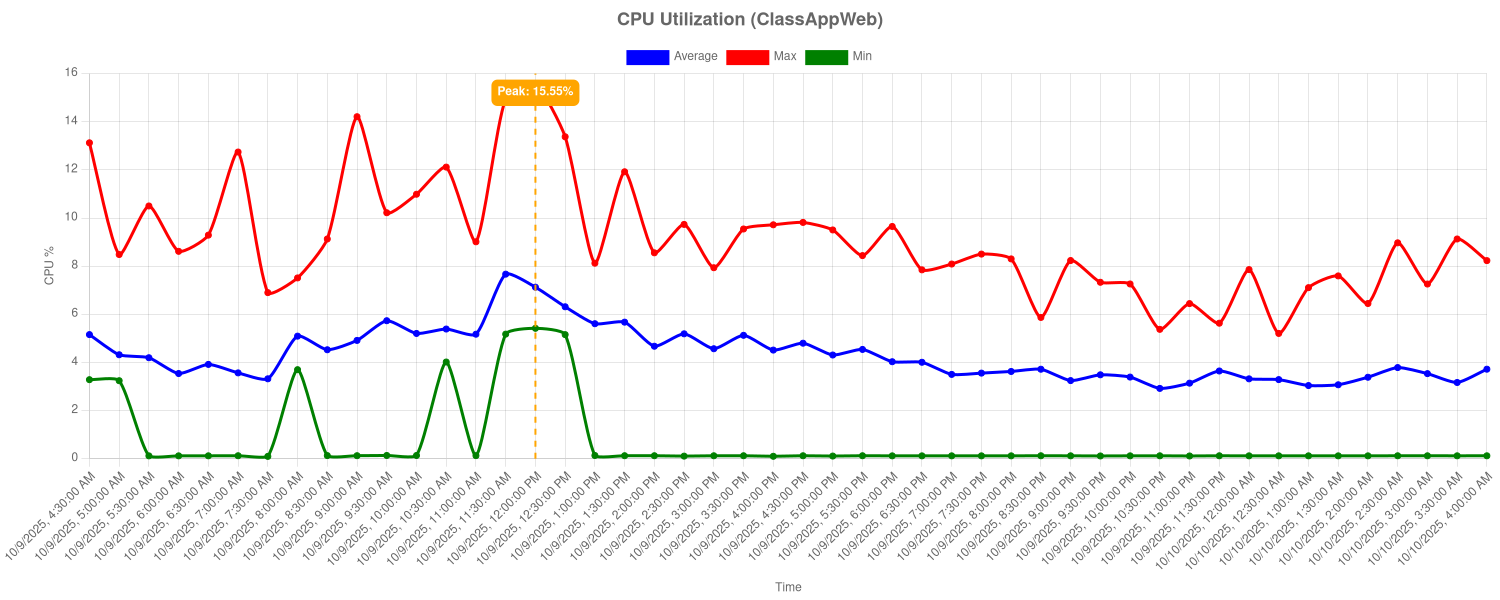 CPU Utilization (ClassAppWeb)
Average Max Min
Peak: 15.55%
16
14
12
10
8
6
4
2
0
CPU %
10/9/2025, 4:30:00 AM
10/9/2025, 5:00:00 AM
10/9/2025, 5:30:00 AM
10/9/2025, 6:00:00 AM
10/9/2025, 6:30:00 AM
10/9/2025, 7:00:00 AM
10/9/2025, 7:30:00 AM
10/9/2025, 8:00:00 AM
10/9/2025, 8:30:00 AM
10/9/2025, 9:00:00 AM
10/9/2025, 9:30:00 AM
10/9/2025, 10:00:00 AM
10/9/2025, 10:30:00 AM
10/9/2025, 11:00:00 AM
10/9/2025, 11:30:00 AM
10/9/2025, 12:00:00 PM
10/9/2025, 12:30:00 PM
10/9/2025, 1:00:00 PM
10/9/2025, 1:30:00 PM
10/9/2025, 2:00:00 PM
10/9/2025, 2:30:00 PM
10/9/2025, 3:00:00 PM
10/9/2025, 3:30:00 PM
10/9/2025, 4:00:00 PM
10/9/2025, 4:30:00 PM
10/9/2025, 5:00:00 PM
10/9/2025, 5:30:00 PM
10/9/2025, 6:00:00 PM
10/9/2025, 6:30:00 PM
10/9/2025, 7:00:00 PM
10/9/2025, 7:30:00 PM
10/9/2025, 8:00:00 PM
10/9/2025, 8:30:00 PM
10/9/2025, 9:00:00 PM
10/9/2025, 9:30:00 PM
10/9/2025, 10:00:00 PM
10/9/2025, 10:30:00 PM
10/9/2025, 11:00:00 PM
10/9/2025, 11:30:00 PM
10/10/2025, 12:00:00 AM
10/10/2025, 12:30:00 AM
10/10/2025, 1:00:00 AM
10/10/2025, 1:30:00 AM
10/10/2025, 2:00:00 AM
10/10/2025, 2:30:00 AM
10/10/2025, 3:00:00 AM
10/10/2025, 3:30:00 AM
10/10/2025, 4:00:00 AM
Time